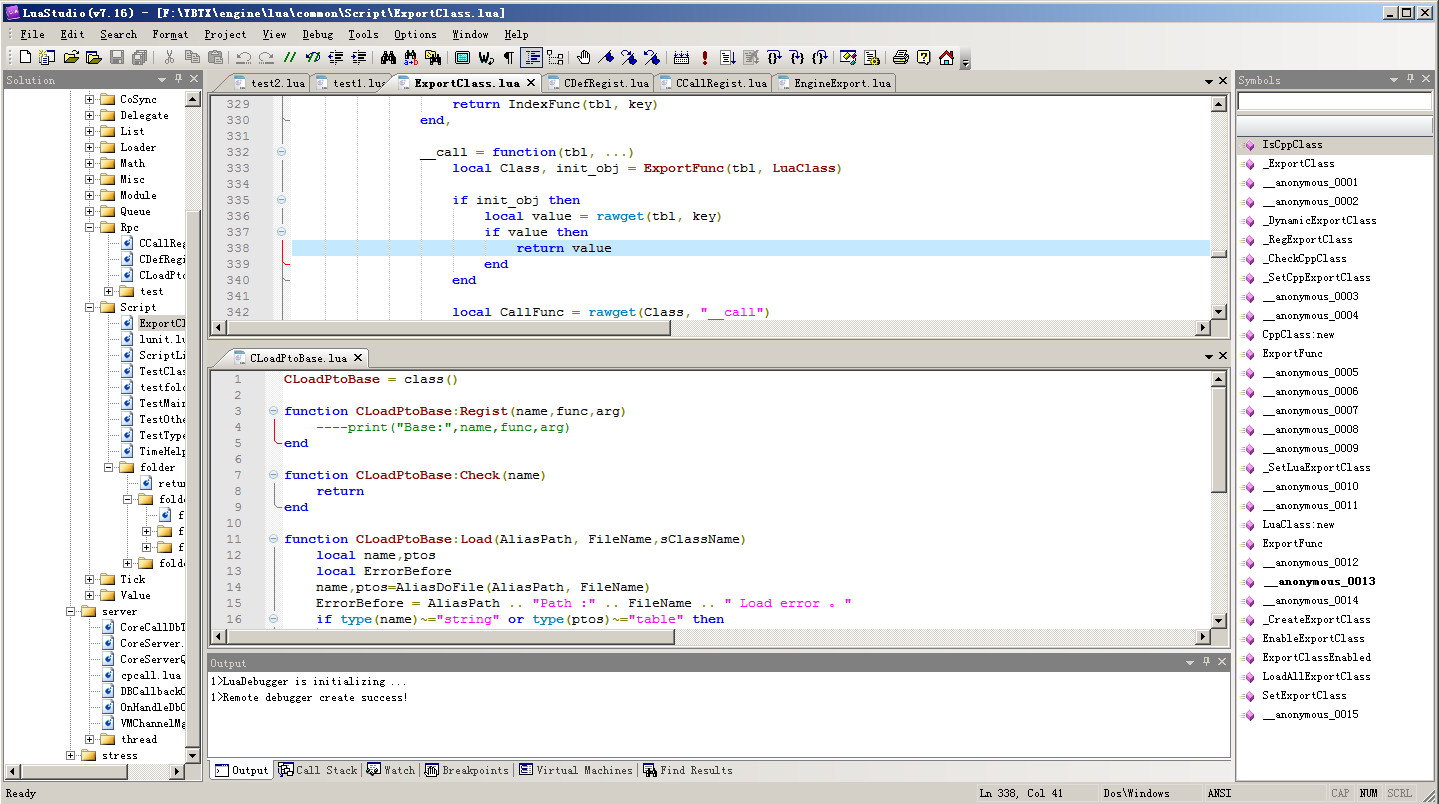 LuaStudio(v7.16) - [F:\YBTX\engine\lua\common\Script\ExportClass.lua]
File Edit Search Format Project View Debug Tools Options Window Help
Solution
CoSync
Delegate
List
Loader
Math
Misc
Module
Queue
Rpc
CCallReg
CDefRegi
CLoadPto
test
Script
ExportCl
lunit.lu
ScriptLi
TestClas
testfold
TestMain
TestOthe
TestType
TimeHelp
folder
retu
folde
f
f
f
folde
Tick
Value
server
CoreCallDbT
CoreServer.
CoreServerQ
cpcall.lua
DBCallbackC
OnHandleDbC
VMChannelMg
thread
stress
test2.lua test1.lua ExportClass.lua CDefRegist.lua CCallRegist.lua EngineExport.lua
329 return IndexFunc(tbl, key)
330 end,
331
332 __call = function(tbl, ...)
333 local Class, init_obj = ExportFunc(tbl, LuaClass)
334
335 if init_obj then
336 local value = rawget(tbl, key)
337 if value then
338 return value
339 end
340 end
341
342 local CallFunc = rawget(Class, "__call")
CLoadPtoBase.lua
1 CLoadPtoBase = class()
2
3 function CLoadPtoBase:Regist(name,func,arg)
4 ----print("Base:",name,func,arg)
5 end
6
7 function CLoadPtoBase:Check(name)
8 return
9 end
10
11 function CLoadPtoBase:Load(AliasPath, FileName,sClassName)
12 local name,ptos
13 local ErrorBefore
14 name,ptos=AliasDoFile(AliasPath, FileName)
15 ErrorBefore = AliasPath .. "Path :" .. FileName .. " Load error 。"
16 if type(name)~="string" or type(ptos)~="table" then
Output
1>LuaDebugger is initializing ...
1>Remote debugger create success!
Output Call Stack Watch Breakpoints Virtual Machines Find Results
Symbols
IsCppClass
_ExportClass
__anonymous_0001
__anonymous_0002
_DynamicExportClass
_RegExportClass
_CheckCppClass
_SetCppExportClass
__anonymous_0003
__anonymous_0004
CppClass:new
ExportFunc
__anonymous_0005
__anonymous_0006
__anonymous_0007
__anonymous_0008
__anonymous_0009
_SetLuaExportClass
__anonymous_0010
__anonymous_0011
LuaClass:new
ExportFunc
__anonymous_0012
__anonymous_0013
__anonymous_0014
_CreateExportClass
EnableExportClass
ExportClassEnabled
LoadAllExportClass
SetExportClass
__anonymous_0015
Ready Ln 338, Col 41 Dos\Windows ANSI CAP NUM SCRL